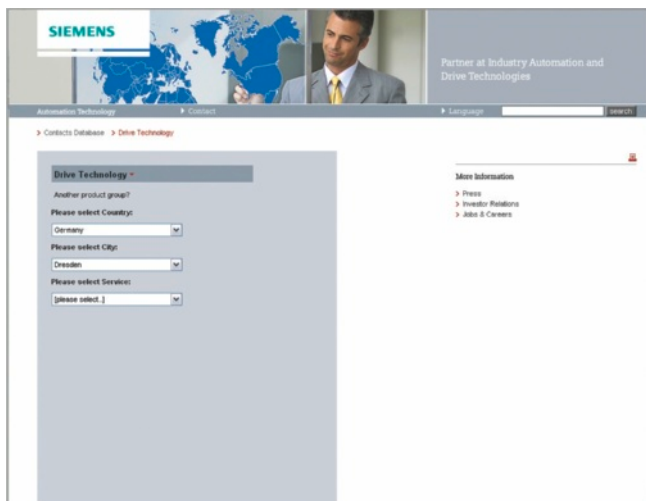 SIEMENS
Partner at Industry Automation and
Drive Technologies
Automation Technology
Contact
Language
search
Contacts Database
Drive Technology
Drive Technology
Another product group?
Please select Country:
Germany
Please select City:
Dresden
Please select Service:
[please select..]
More Information
Press
Investor Relations
Jobs & Careers